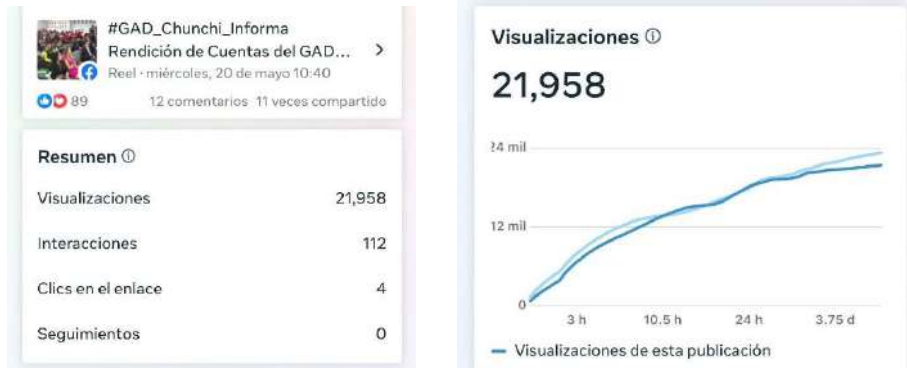 #GAD_Chunchi_Informa
Rendición de Cuentas del GAD...
Reel · miércoles, 20 de mayo 10:40
89 12 comentarios 11 veces compartido
Resumen
Visualizaciones 21,958
Interacciones 112
Clics en el enlace 4
Seguimientos 0
Visualizaciones
21,958
24 mil
12 mil
0
3 h 10.5 h 24 h 3.75 d
Visualizaciones de esta publicación